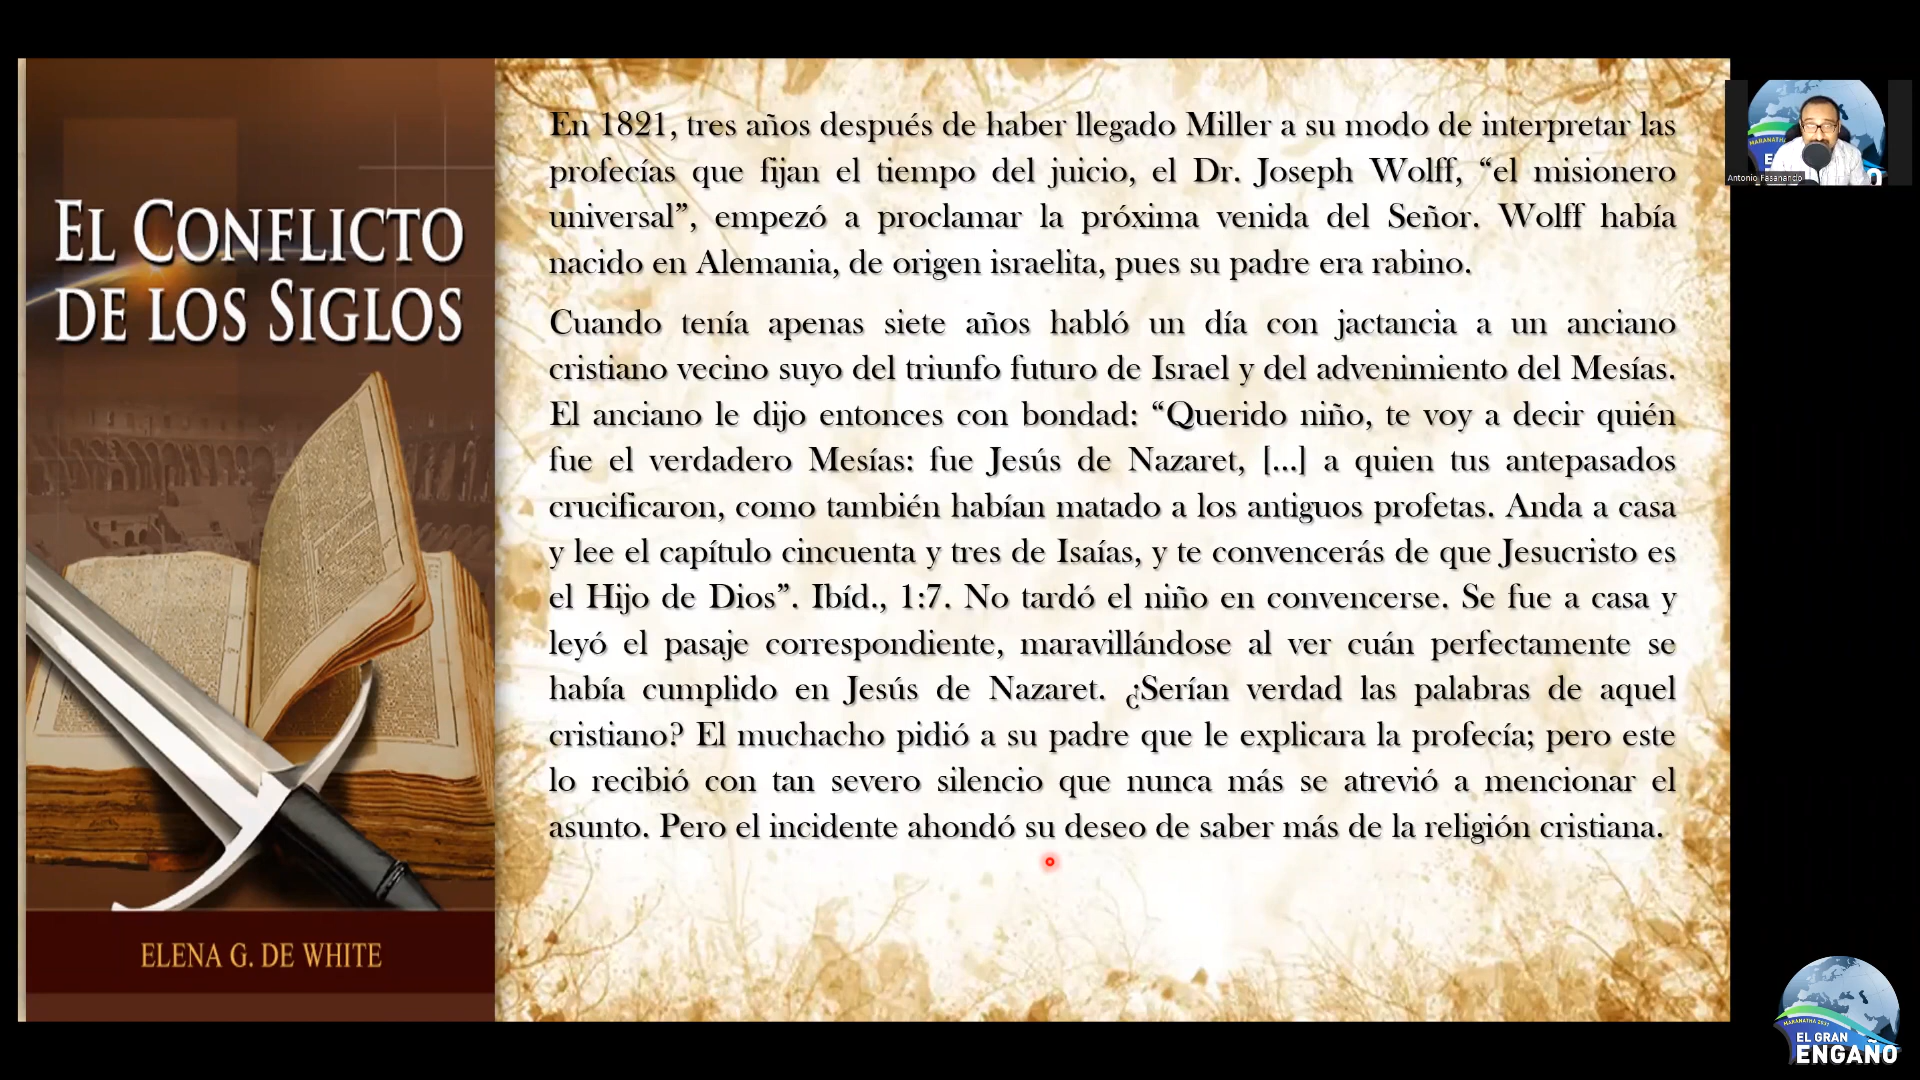 EL CONFLICTO
DE LOS SIGLOS
ELENA G. DE WHITE
En 1821, tres años después de haber llegado Miller a su modo de interpretar las
profecías que fijan el tiempo del juicio, el Dr. Joseph Wolff, “el misionero
universal”, empezó a proclamar la próxima venida del Señor. Wolff había
nacido en Alemania, de origen israelita, pues su padre era rabino.
Cuando tenía apenas siete años habló un día con jactancia a un anciano
cristiano vecino suyo del triunfo futuro de Israel y del advenimiento del Mesías.
El anciano le dijo entonces con bondad: “Querido niño, te voy a decir quién
fue el verdadero Mesías: fue Jesús de Nazaret, [...] a quien tus antepasados
crucificaron, como también habían matado a los antiguos profetas. Anda a casa
y lee el capítulo cincuenta y tres de Isaías, y te convencerás de que Jesucristo es
el Hijo de Dios”. Ibíd., 1:7. No tardó el niño en convencerse. Se fue a casa y
leyó el pasaje correspondiente, maravillándose al ver cuán perfectamente se
había cumplido en Jesús de Nazaret. ¿Serían verdad las palabras de aquel
cristiano? El muchacho pidió a su padre que le explicara la profecía; pero este
lo recibió con tan severo silencio que nunca más se atrevió a mencionar el
asunto. Pero el incidente ahondó su deseo de saber más de la religión cristiana.
MARANATHA
E
Antonio Fasanando
MARANATHA 2031
EL GRAN
ENGAÑO